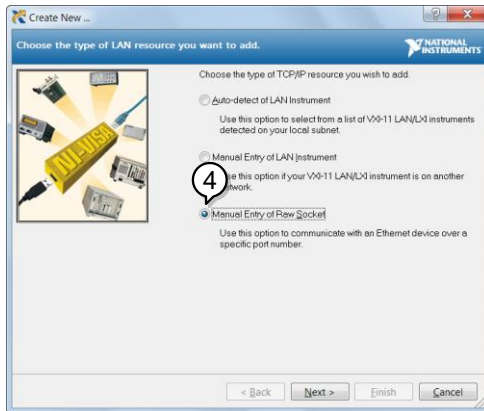 Create New ...
Choose the type of LAN resource you want to add.
NATIONAL
INSTRUMENTS
Choose the type of TCP/IP resource you wish to add.
Auto-detect of LAN Instrument
Use this option to select from a list of VXI-11 LAN/LXI instruments
detected on your local subnet.
Manual Entry of LAN Instrument
4
this option if your VXI-11 LAN/LXI instrument is on another
Manual Entry of Raw Socket
Use this option to communicate with an Ethernet device over a
specific port number.
NI-VISA
< Back
Next >
Finish
Cancel